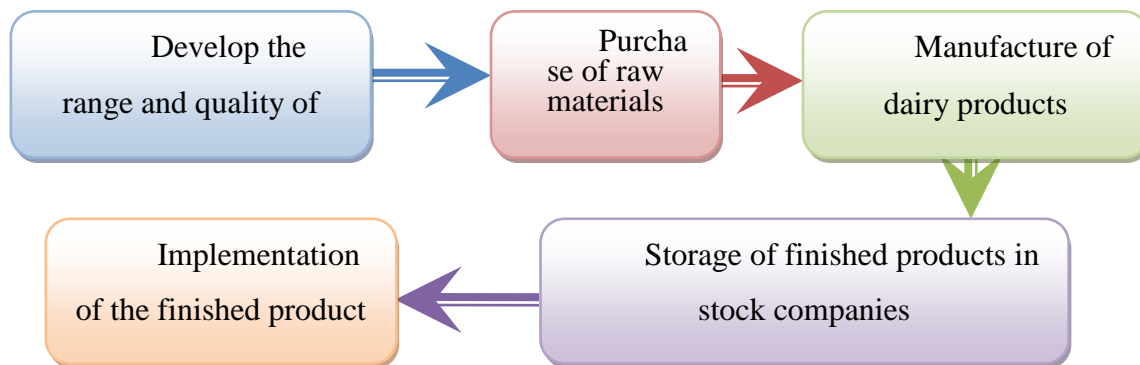 Develop the
range and quality of
Purcha
se of raw
materials
Manufacture of
dairy products
Storage of finished products in
stock companies
Implementation
of the finished product